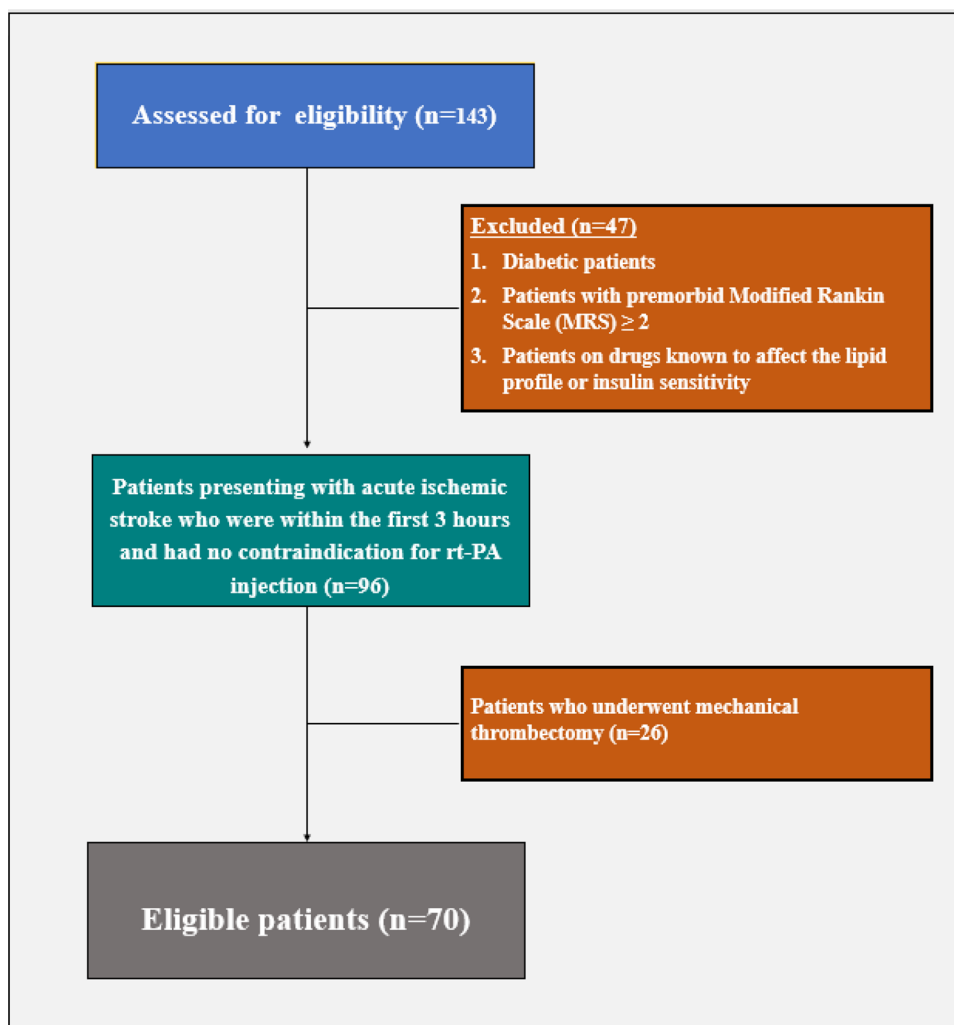 Assessed for eligibility (n=143)
Excluded (n=47)
1. Diabetic patients
2. Patients with premorbid Modified Rankin
Scale (MRS) ≥ 2
3. Patients on drugs known to affect the lipid
profile or insulin sensitivity
Patients presenting with acute ischemic
stroke who were within the first 3 hours
and had no contraindication for rt-PA
injection (n=96)
Patients who underwent mechanical
thrombectomy (n=26)
Eligible patients (n=70)